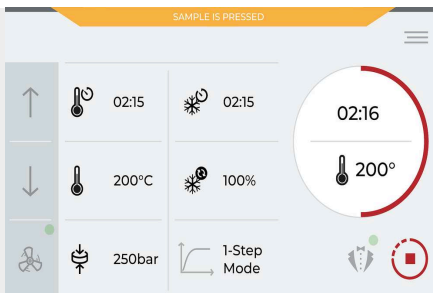 SAMPLE IS PRESSED
02:15
02:15
02:16
200°C
100%
200°
250bar
1-Step
Mode